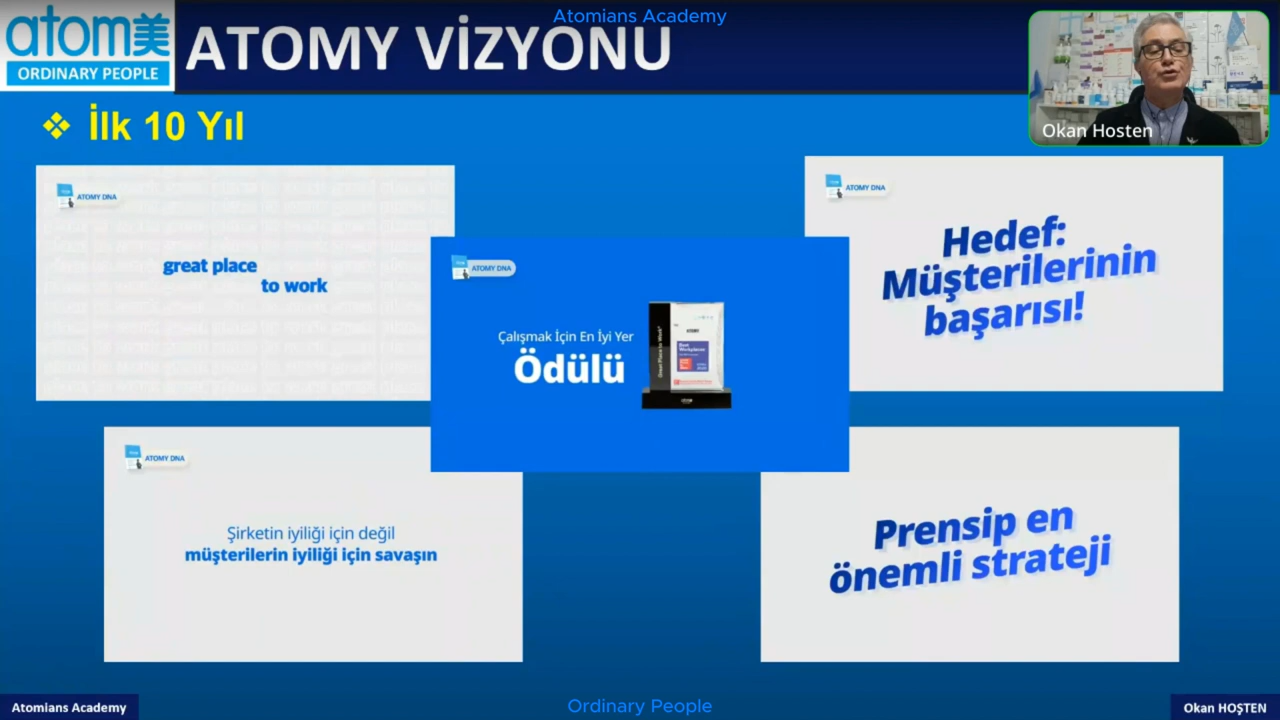 Atomians Academy
atom美
ORDINARY PEOPLE
ATOMY VİZYONU
Okan Hosten
❖ İlk 10 Yıl
ATOMY DNA
great place
to work
ATOMY DNA
Çalışmak İçin En İyi Yer
Ödülü
ATOMY DNA
Hedef:
Müşterilerinin
başarısı!
ATOMY DNA
Şirketin iyiliği için değil
müşterilerin iyiliği için savaşın
Prensip en
önemli strateji
Atomians Academy
Ordinary People
Okan HOŞTEN